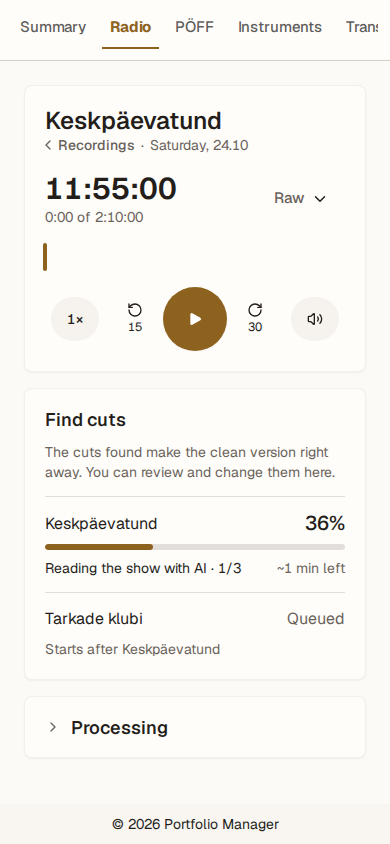 Summary Radio PÖFF Instruments Trans
Keskpäevatund
Recordings · Saturday, 24.10
11:55:00
Raw
0:00 of 2:10:00
1×
15
30
Find cuts
The cuts found make the clean version right
away. You can review and change them here.
Keskpäevatund 36%
Reading the show with AI · 1/3 ~1 min left
Tarkade klubi Queued
Starts after Keskpäevatund
Processing
© 2026 Portfolio Manager